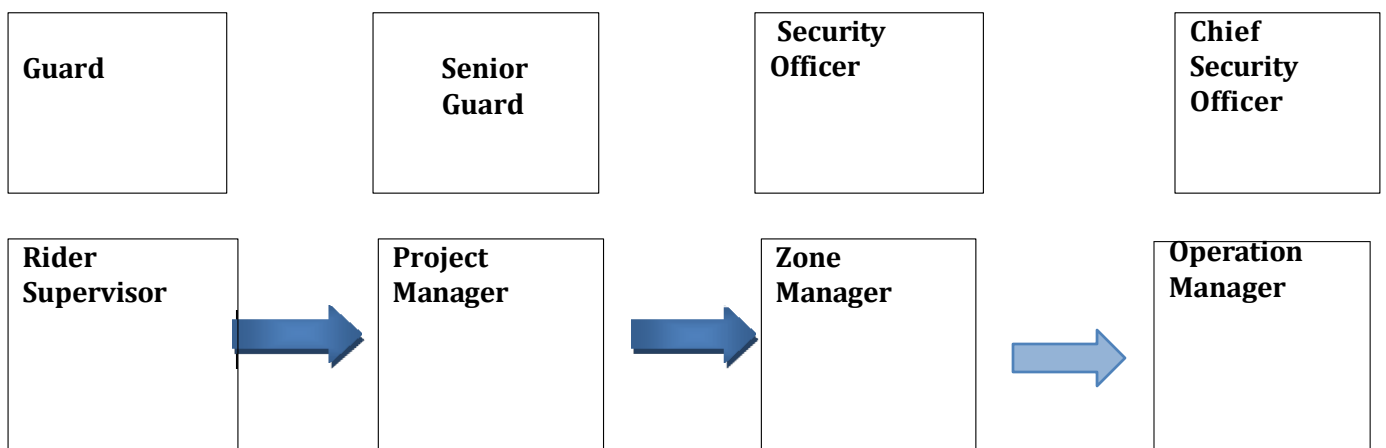 Guard
Senior
Guard
Security
Officer
Chief
Security
Officer
Rider
Supervisor
Project
Manager
Zone
Manager
Operation
Manager